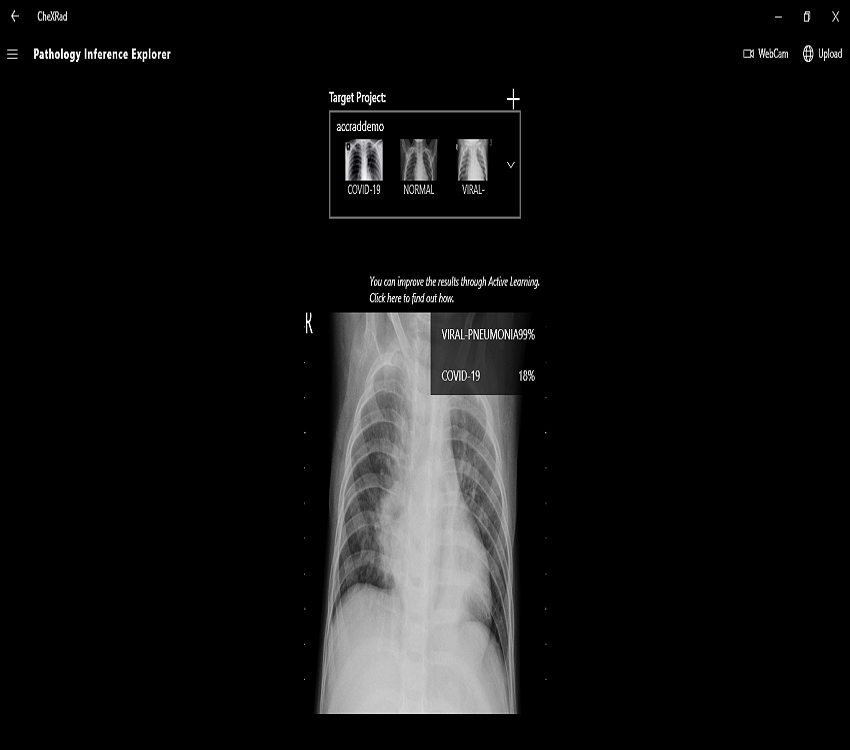 CheXRad
Pathology Inference Explorer
WebCam
Upload
Target Project:
accraddemo
COVID-19 NORMAL VIRAL-
You can improve the results through Active Learning.
Click here to find out how.
R
VIRAL-PNEUMONIA99%
COVID-19 18%